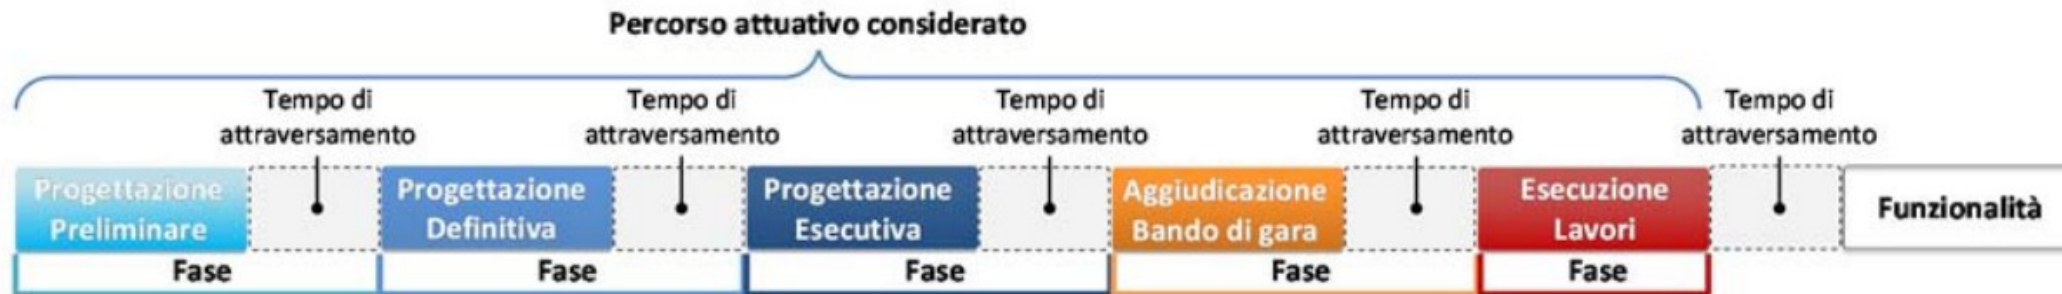 Percorso attuativo considerato
Tempo di
attraversamento
Tempo di
attraversamento
Tempo di
attraversamento
Tempo di
attraversamento
Tempo di
attraversamento
Progettazione
Preliminare
Progettazione
Definitiva
Progettazione
Esecutiva
Aggiudicazione
Bando di gara
Esecuzione
Lavori
Funzionalità
Fase
Fase
Fase
Fase
Fase